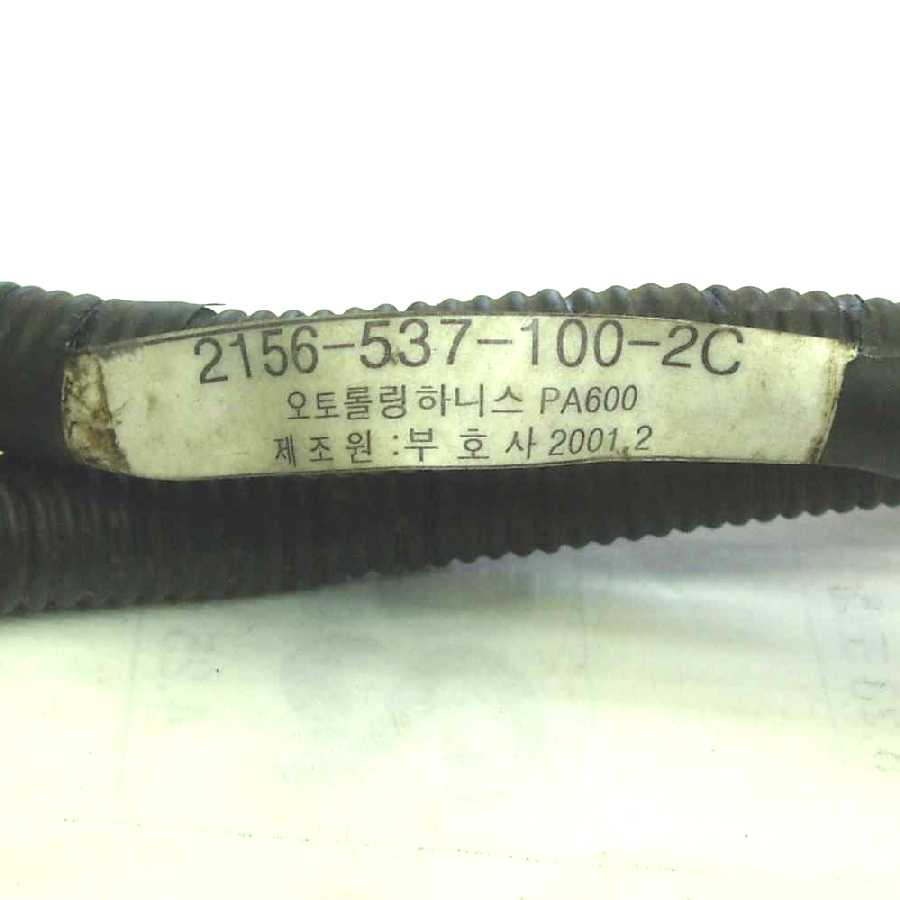 2156-537-100-2C
오토롤링하니스 PA600
제조원 : 부호사 2001.2